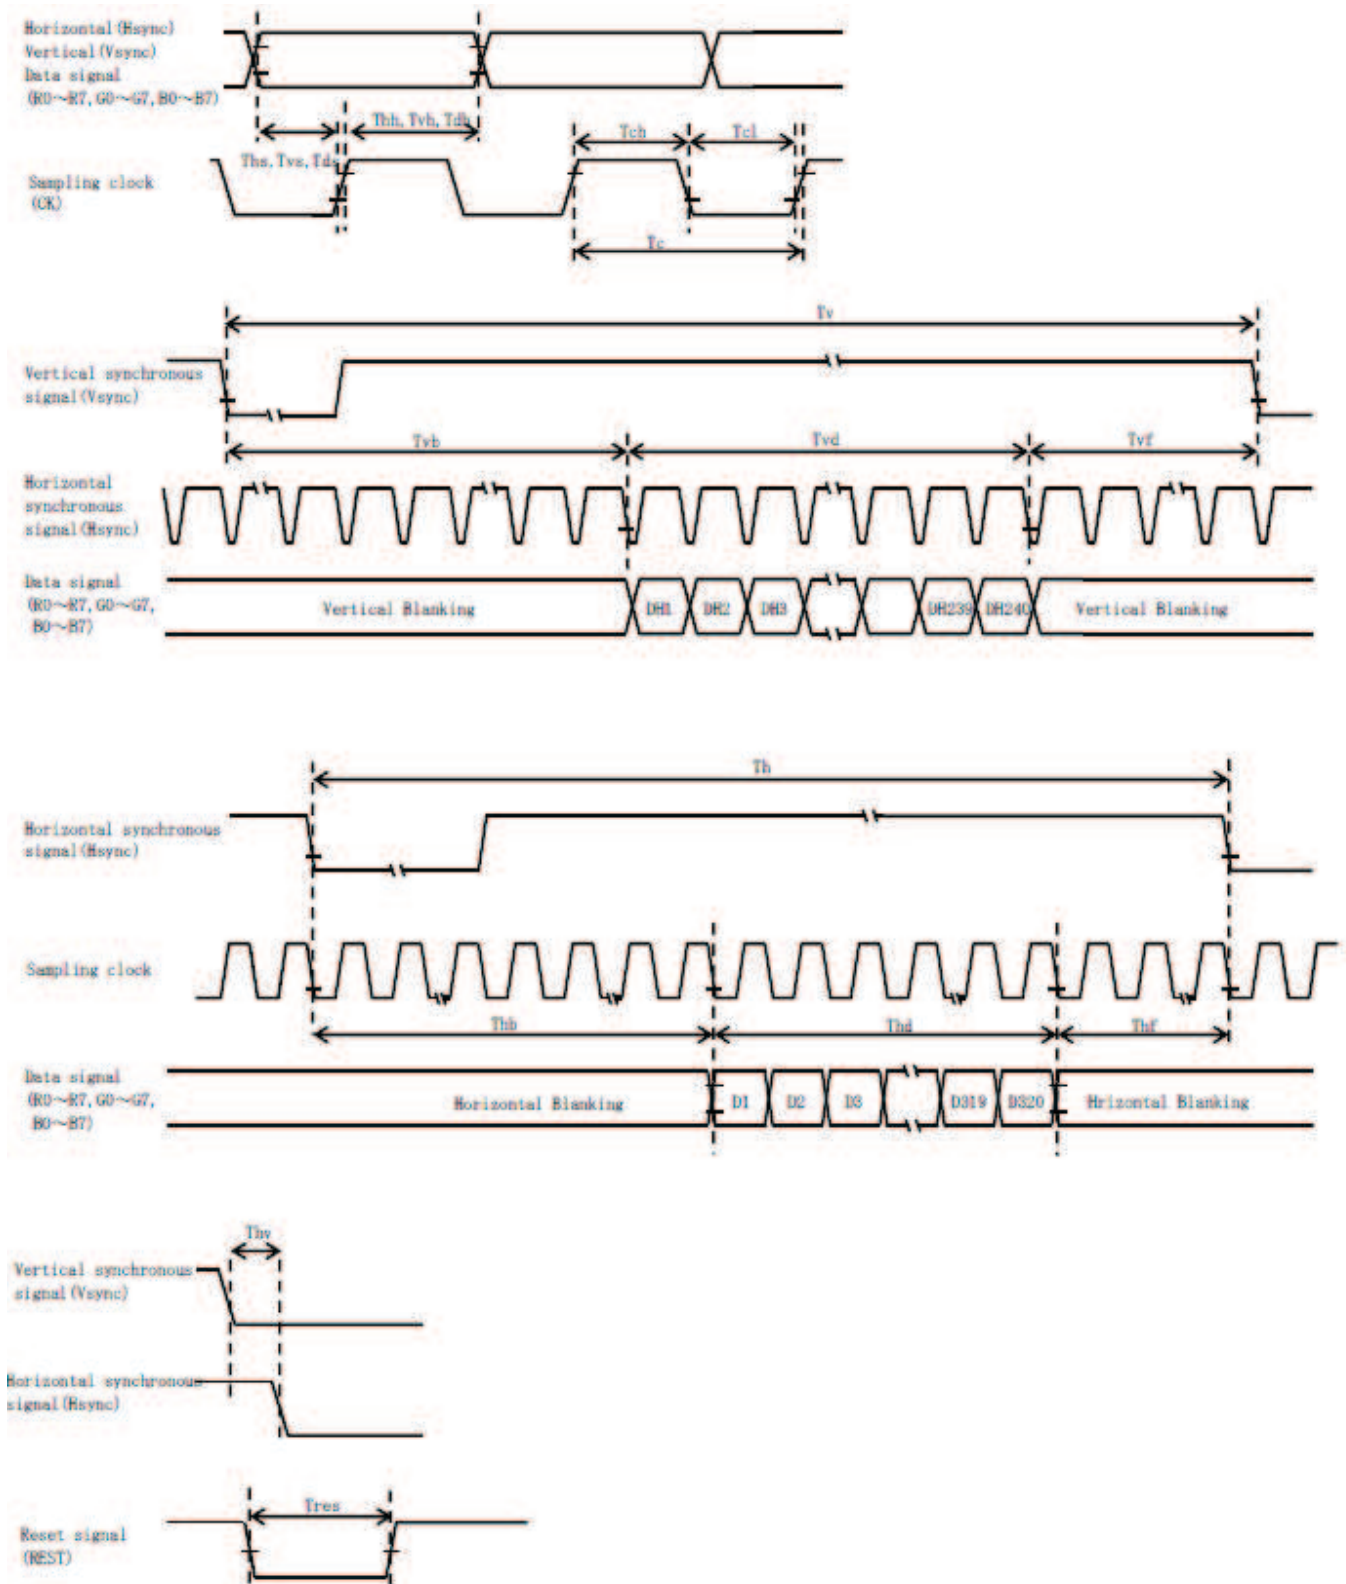 Horizontal(Hsync)
Vertical(Vsync)
Data signal
(R0～R7,G0～G7,B0～B7)
Thh,Tvh,Tdh
Ths,Tvs,Tds
Tch
Tcl
Sampling clock
(CK)
Tc
Tv
Vertical synchronous
signal(Vsync)
Tvb
Tvd
Tvf
Horizontal
synchronous
signal(Hsync)
Data signal
(R0～R7,G0～G7,
B0～B7)
Vertical Blanking
DH1
DH2
DH3
DH239
DH240
Vertical Blanking
Th
Horizontal synchronous
signal(Hsync)
Sampling clock
Thb
Thd
Thf
Data signal
(R0～R7,G0～G7,
B0～B7)
Horizontal Blanking
D1
D2
D3
D319
D320
Hrizontal Blanking
Thv
Vertical synchronous
signal(Vsync)
Horizontal synchronous
signal(Hsync)
Tres
Reset signal
(REST)